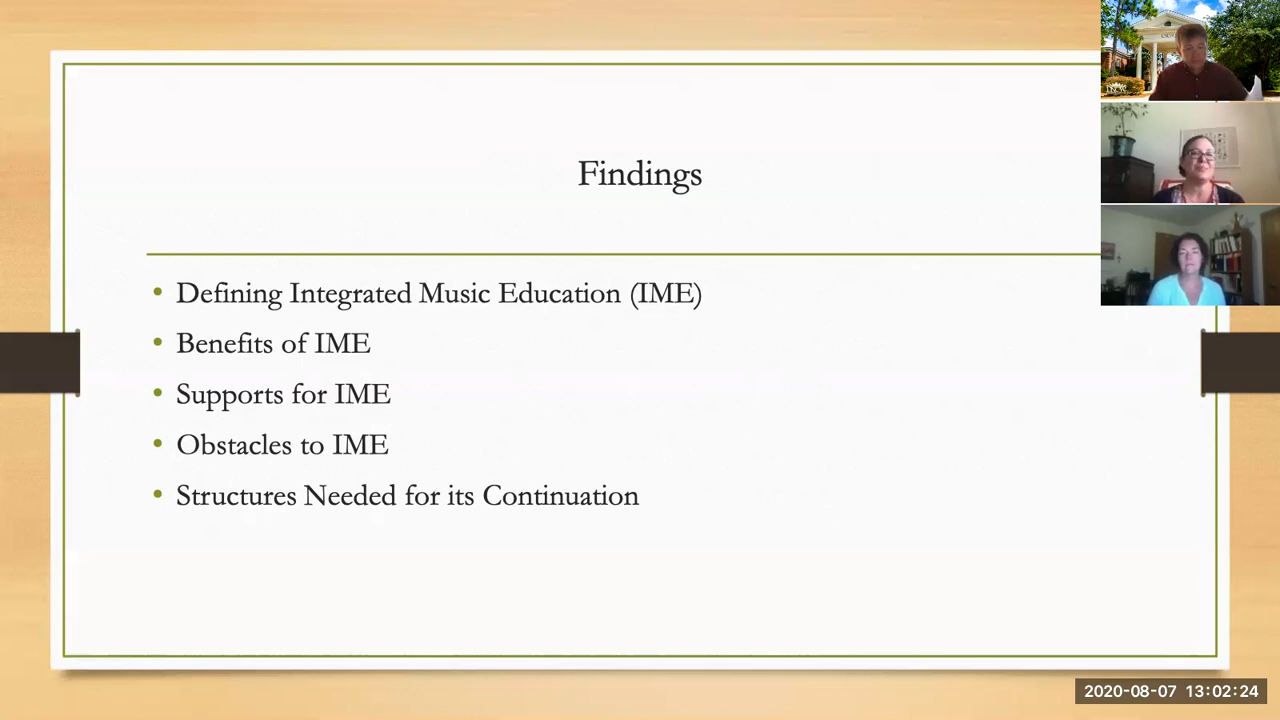 Findings
• Defining Integrated Music Education (IME)
• Benefits of IME
• Supports for IME
• Obstacles to IME
• Structures Needed for its Continuation
2020-08-07 13:02:24